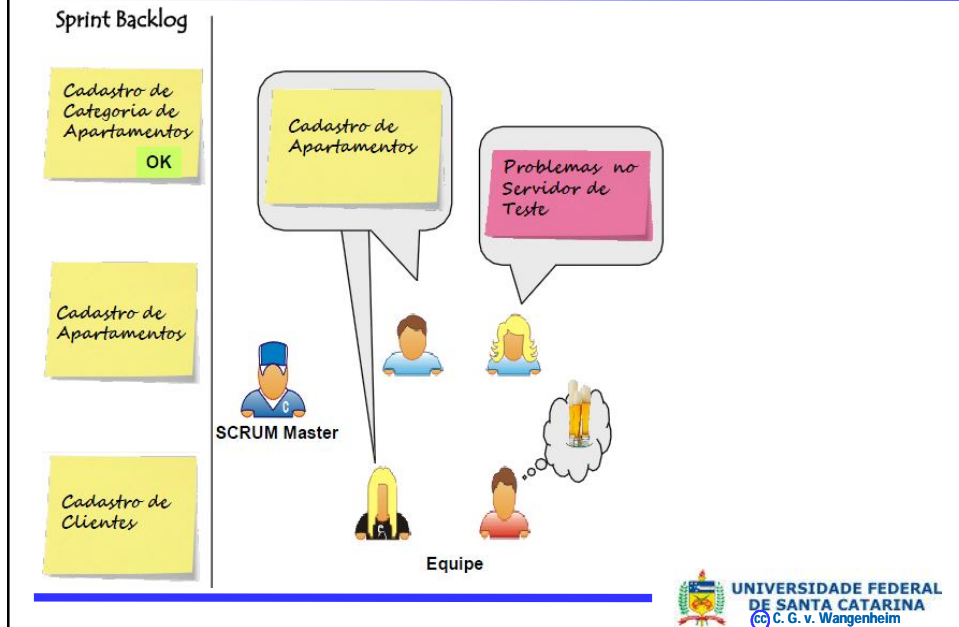 Sprint Backlog
Cadastro de
Categoria de
Apartamentos
OK
Cadastro de
Apartamentos
Cadastro de
Clientes
Cadastro de
Apartamentos
Problemas no
Servidor de
Teste
C
SCRUM Master
Equipe
UNIVERSIDADE FEDERAL
DE SANTA CATARINA
(cc) C. G. v. Wangenheim